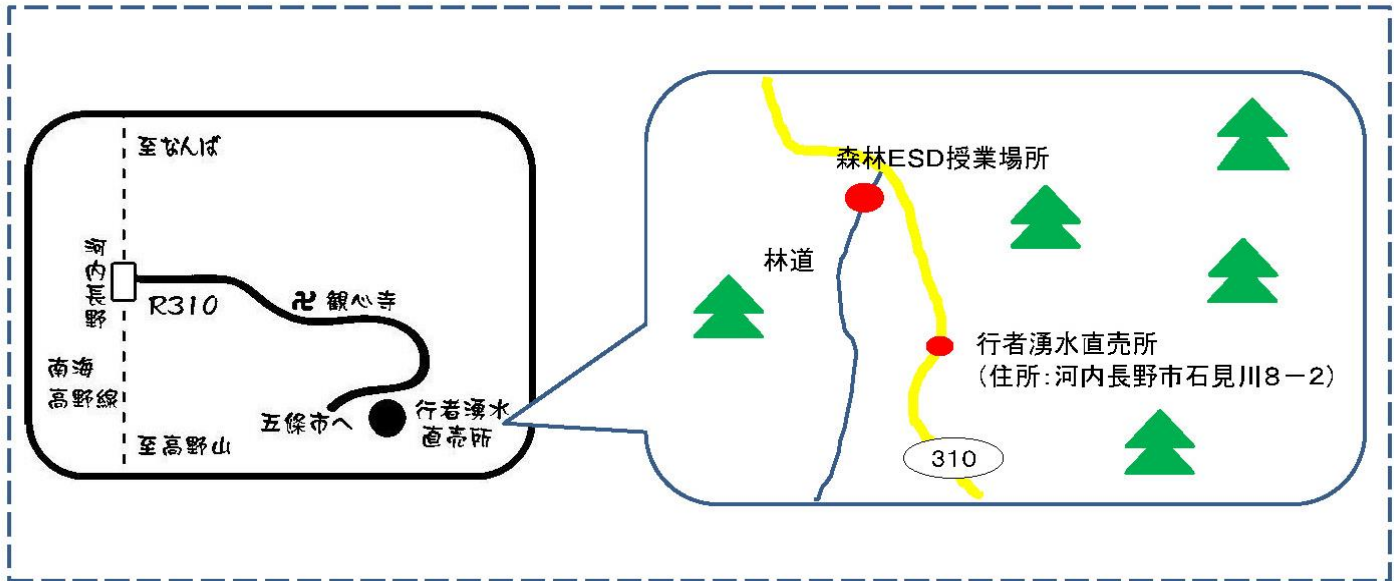 至なんば
河内長野
R310
卍 観心寺
南海
高野線
五條市へ
行者湧水
直売所
至高野山
森林ESD授業場所
林道
行者湧水直売所
(住所:河内長野市石見川8-2)
310